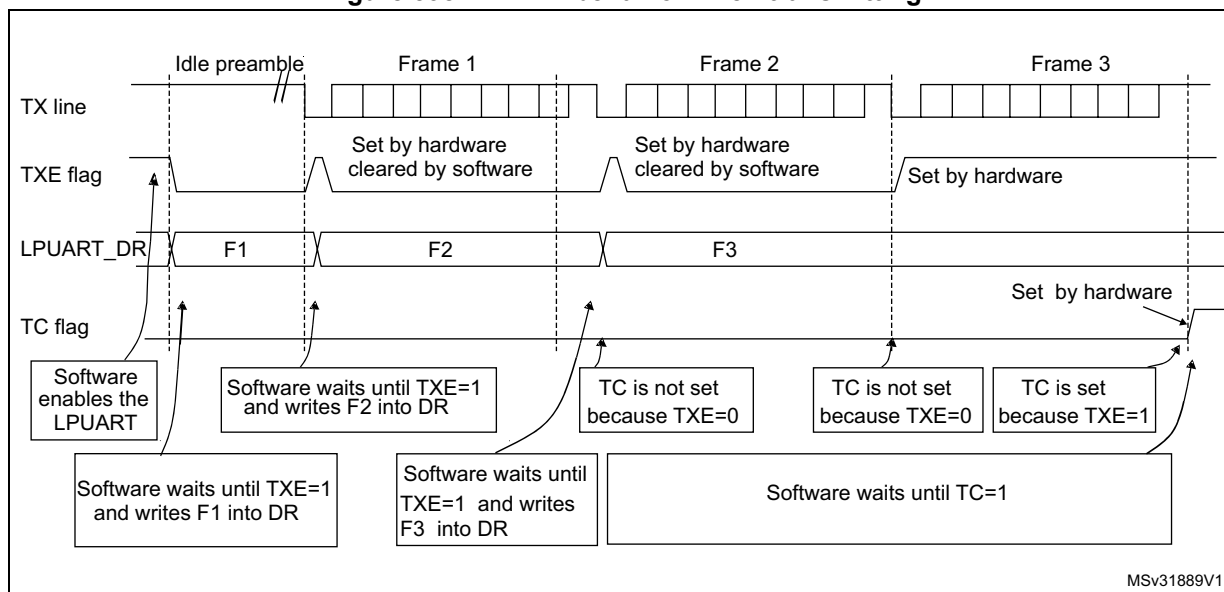 Idle preamble
Frame 1
Frame 2
Frame 3
TX line
Set by hardware
cleared by software
Set by hardware
cleared by software
TXE flag
Set by hardware
LPUART_DR
F1
F2
F3
Set by hardware
TC flag
Software
enables the
LPUART
Software waits until TXE=1
and writes F2 into DR
TC is not set
because TXE=0
TC is not set
because TXE=0
TC is set
because TXE=1
Software waits until TXE=1
and writes F1 into DR
Software waits until
TXE=1 and writes
F3 into DR
Software waits until TC=1
MSv31889V1